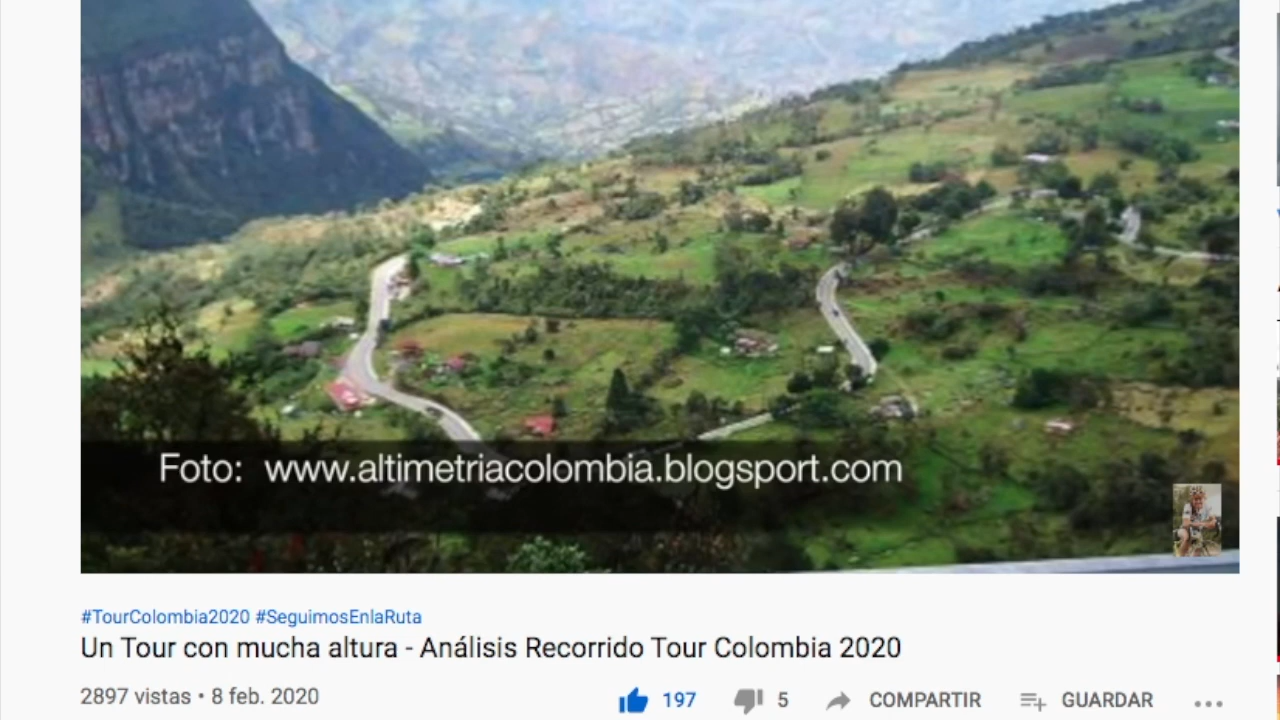 Foto: www.altimetriacolombia.blogsport.com
#TourColombia2020 #SeguimosEnlaRuta
Un Tour con mucha altura - Análisis Recorrido Tour Colombia 2020
2897 vistas • 8 feb. 2020
197 5 COMPARTIR GUARDAR